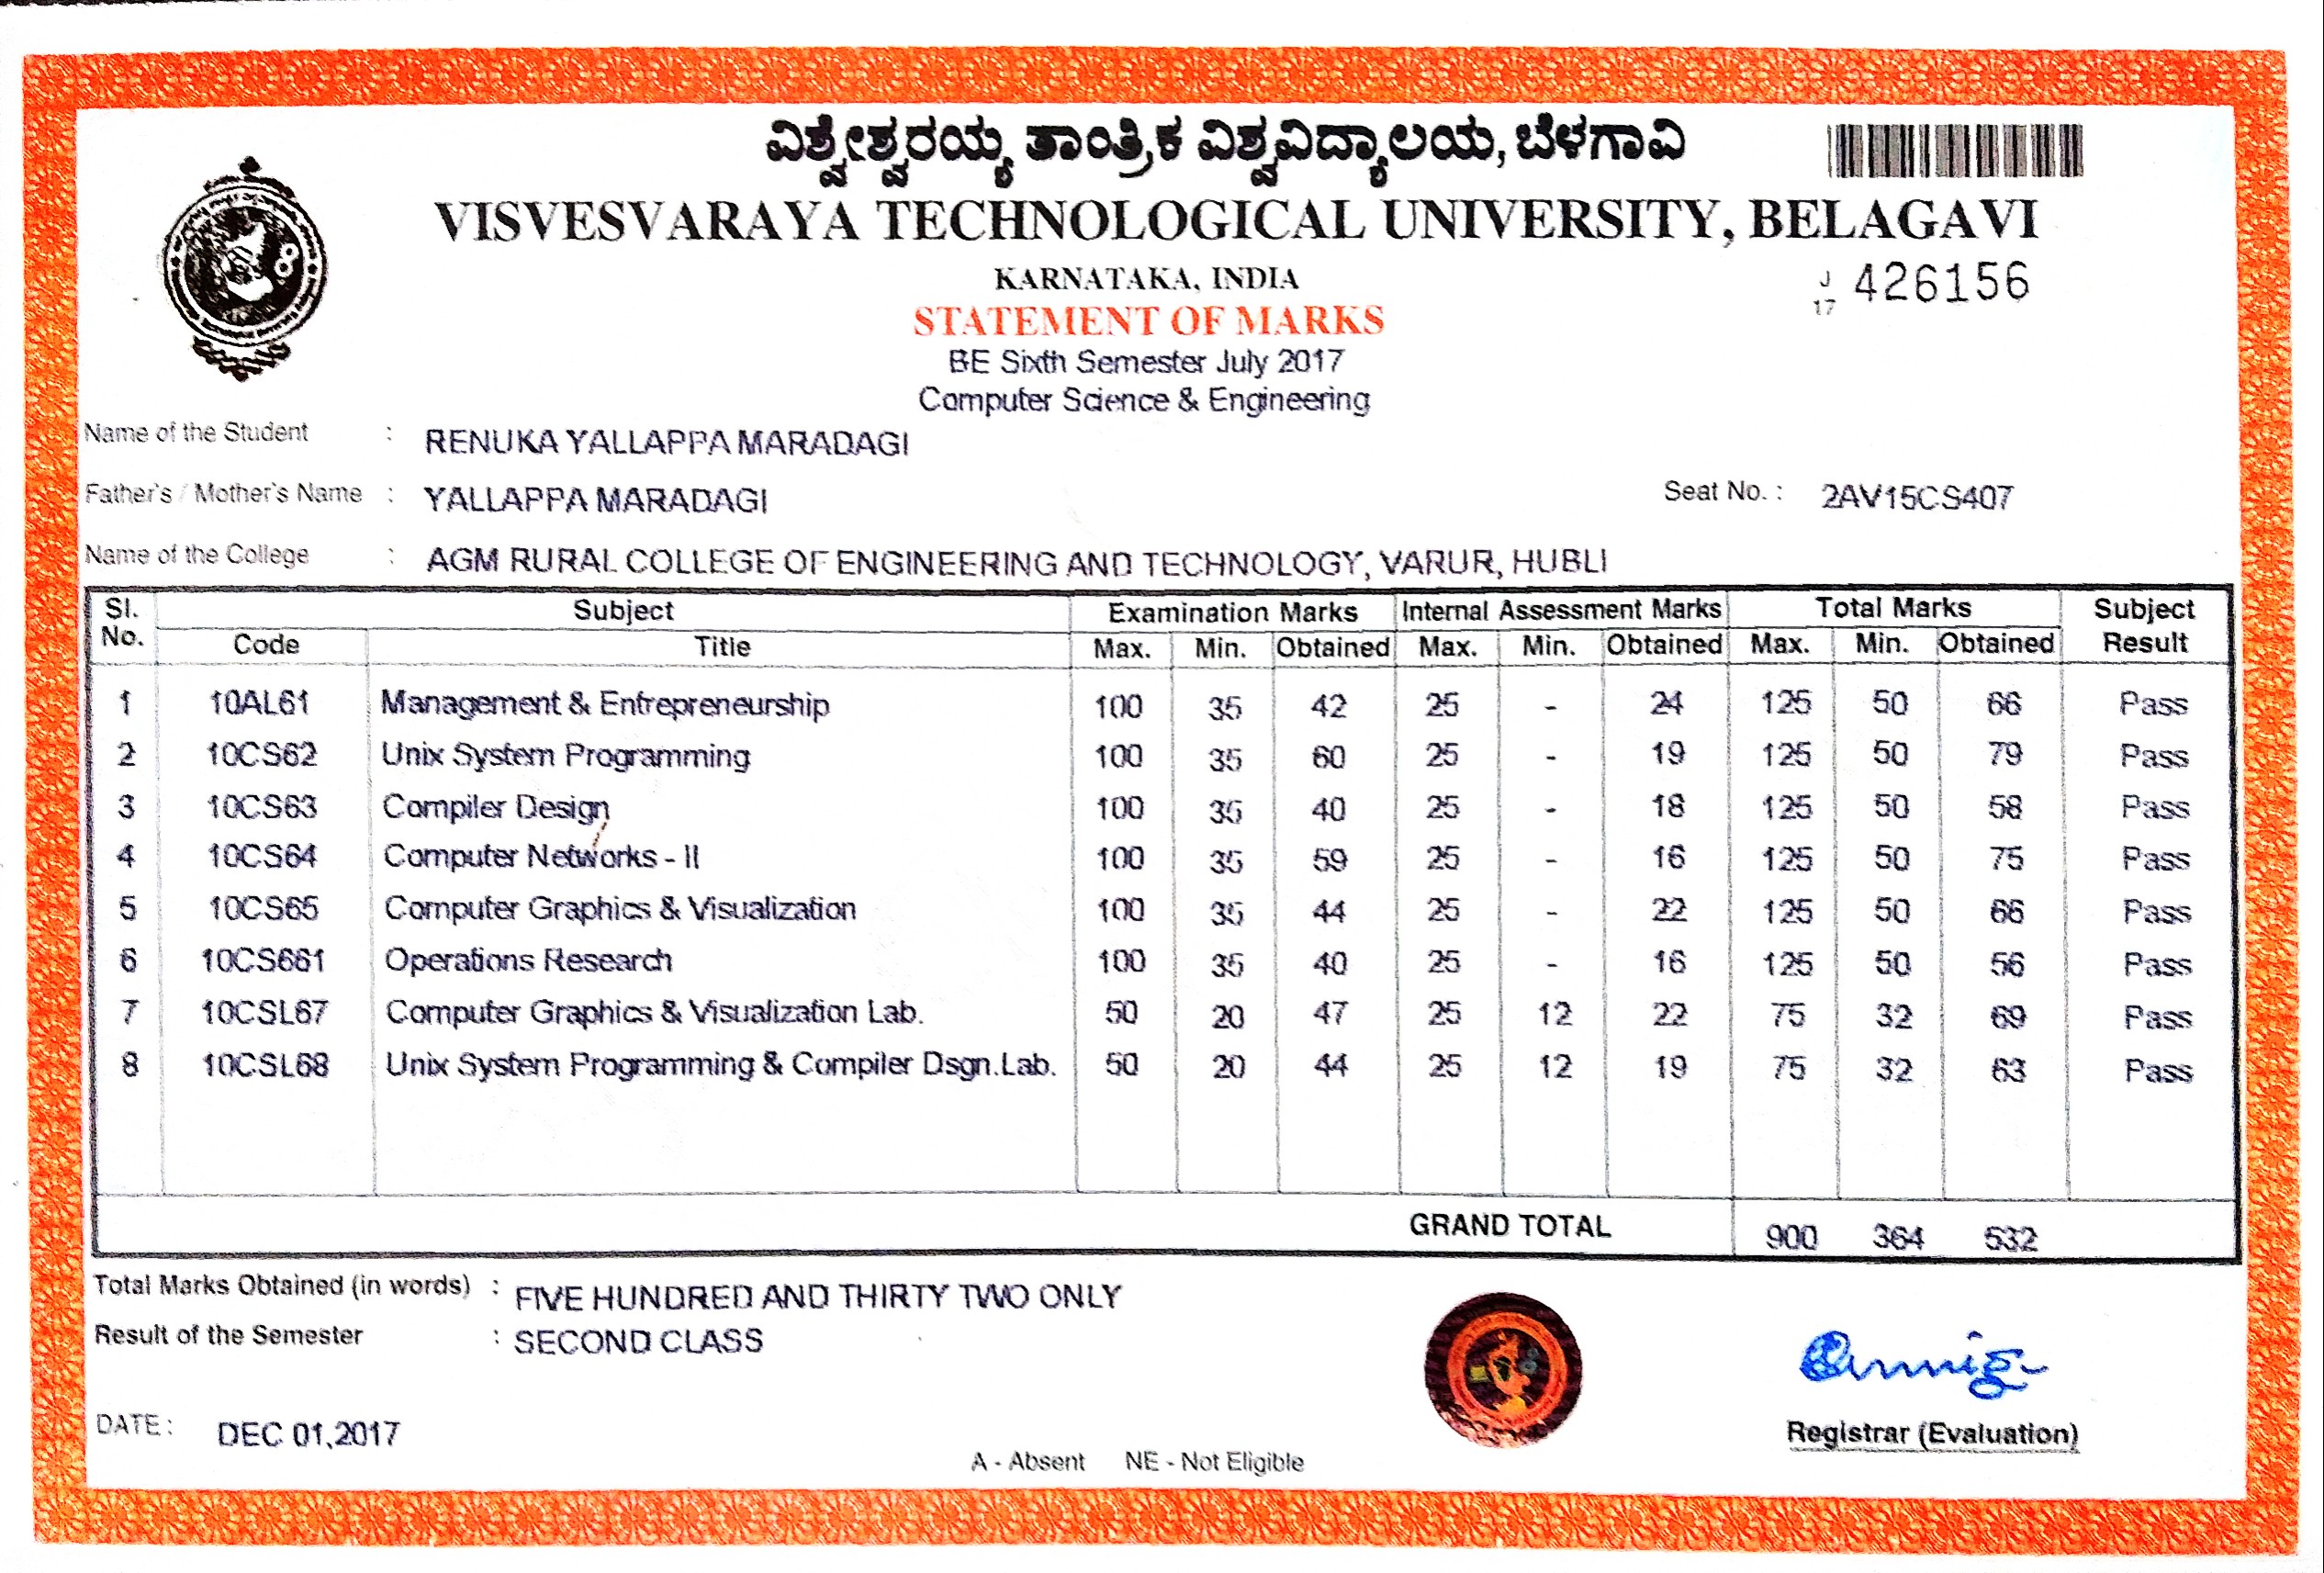 ವಿಶ್ವೇಶ್ವರಯ್ಯ ತಾಂತ್ರಿಕ ವಿಶ್ವವಿದ್ಯಾಲಯ, ಬೆಳಗಾವಿ
VISVESVARAYA TECHNOLOGICAL UNIVERSITY, BELAGAVI
KARNATAKA, INDIA
J 17 426156
STATEMENT OF MARKS
BE Sixth Semester July 2017
Computer Science & Engineering
Name of the Student : RENUKA YALLAPPA MARADAGI
Father's / Mother's Name : YALLAPPA MARADAGI Seat No. : 2AV15CS407
Name of the College : AGM RURAL COLLEGE OF ENGINEERING AND TECHNOLOGY, VARUR, HUBLI
Sl. No. Subject Examination Marks Internal Assessment Marks Total Marks Subject Result
Code Title Max. Min. Obtained Max. Min. Obtained Max. Min. Obtained
1 10AL61 Management & Entrepreneurship 100 35 42 25 - 24 125 50 66 Pass
2 10CS62 Unix System Programming 100 35 60 25 - 19 125 50 79 Pass
3 10CS63 Compiler Design 100 35 40 25 - 18 125 50 58 Pass
4 10CS64 Computer Networks - II 100 35 59 25 - 16 125 50 75 Pass
5 10CS65 Computer Graphics & Visualization 100 35 44 25 - 22 125 50 66 Pass
6 10CS661 Operations Research 100 35 40 25 - 16 125 50 56 Pass
7 10CSL67 Computer Graphics & Visualization Lab. 50 20 47 25 12 22 75 32 69 Pass
8 10CSL68 Unix System Programming & Compiler Dsgn.Lab. 50 20 44 25 12 19 75 32 63 Pass
GRAND TOTAL 900 364 532
Total Marks Obtained (in words) : FIVE HUNDRED AND THIRTY TWO ONLY
Result of the Semester : SECOND CLASS
DATE : DEC 01,2017
Registrar (Evaluation)
A - Absent NE - Not Eligible